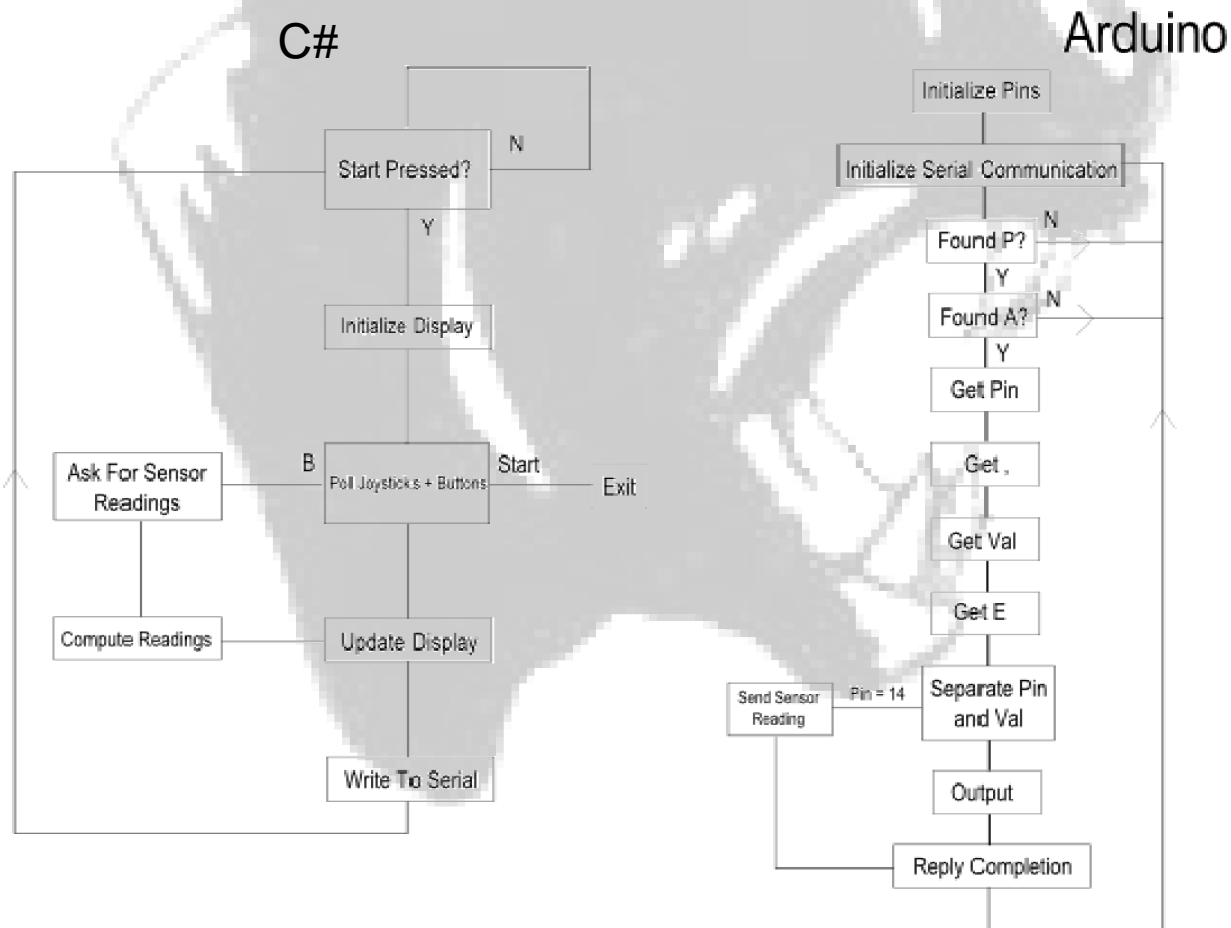 C#
Start Pressed?
N
Y
Initialize Display
B
Poll Joysticks + Buttons
Start
Exit
Ask For Sensor
Readings
Compute Readings
Update Display
Write To Serial
Arduino
Initialize Pins
Initialize Serial Communication
Found P?
N
Y
Found A?
N
Y
Get Pin
Get ,
Get Val
Get E
Separate Pin
and Val
Pin = 14
Send Sensor
Reading
Output
Reply Completion